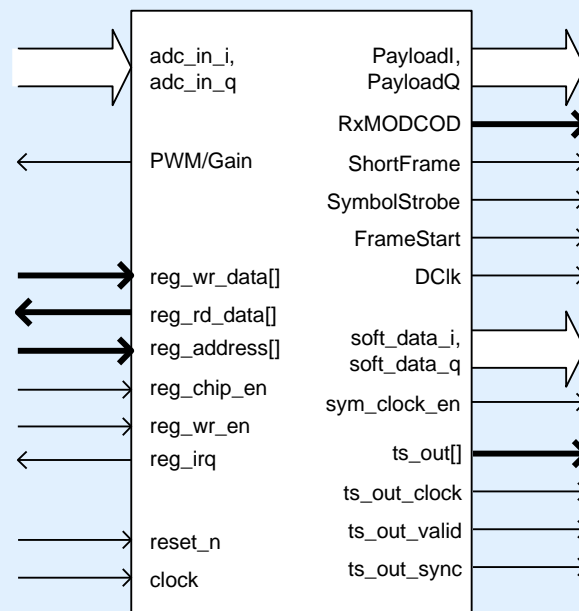 adc_in_i,
adc_in_q
PWM/Gain
reg_wr_data[]
reg_rd_data[]
reg_address[]
reg_chip_en
reg_wr_en
reg_irq
reset_n
clock
PayloadI,
PayloadQ
RxMODCOD
ShortFrame
SymbolStrobe
FrameStart
DClk
soft_data_i,
soft_data_q
sym_clock_en
ts_out[]
ts_out_clock
ts_out_valid
ts_out_sync